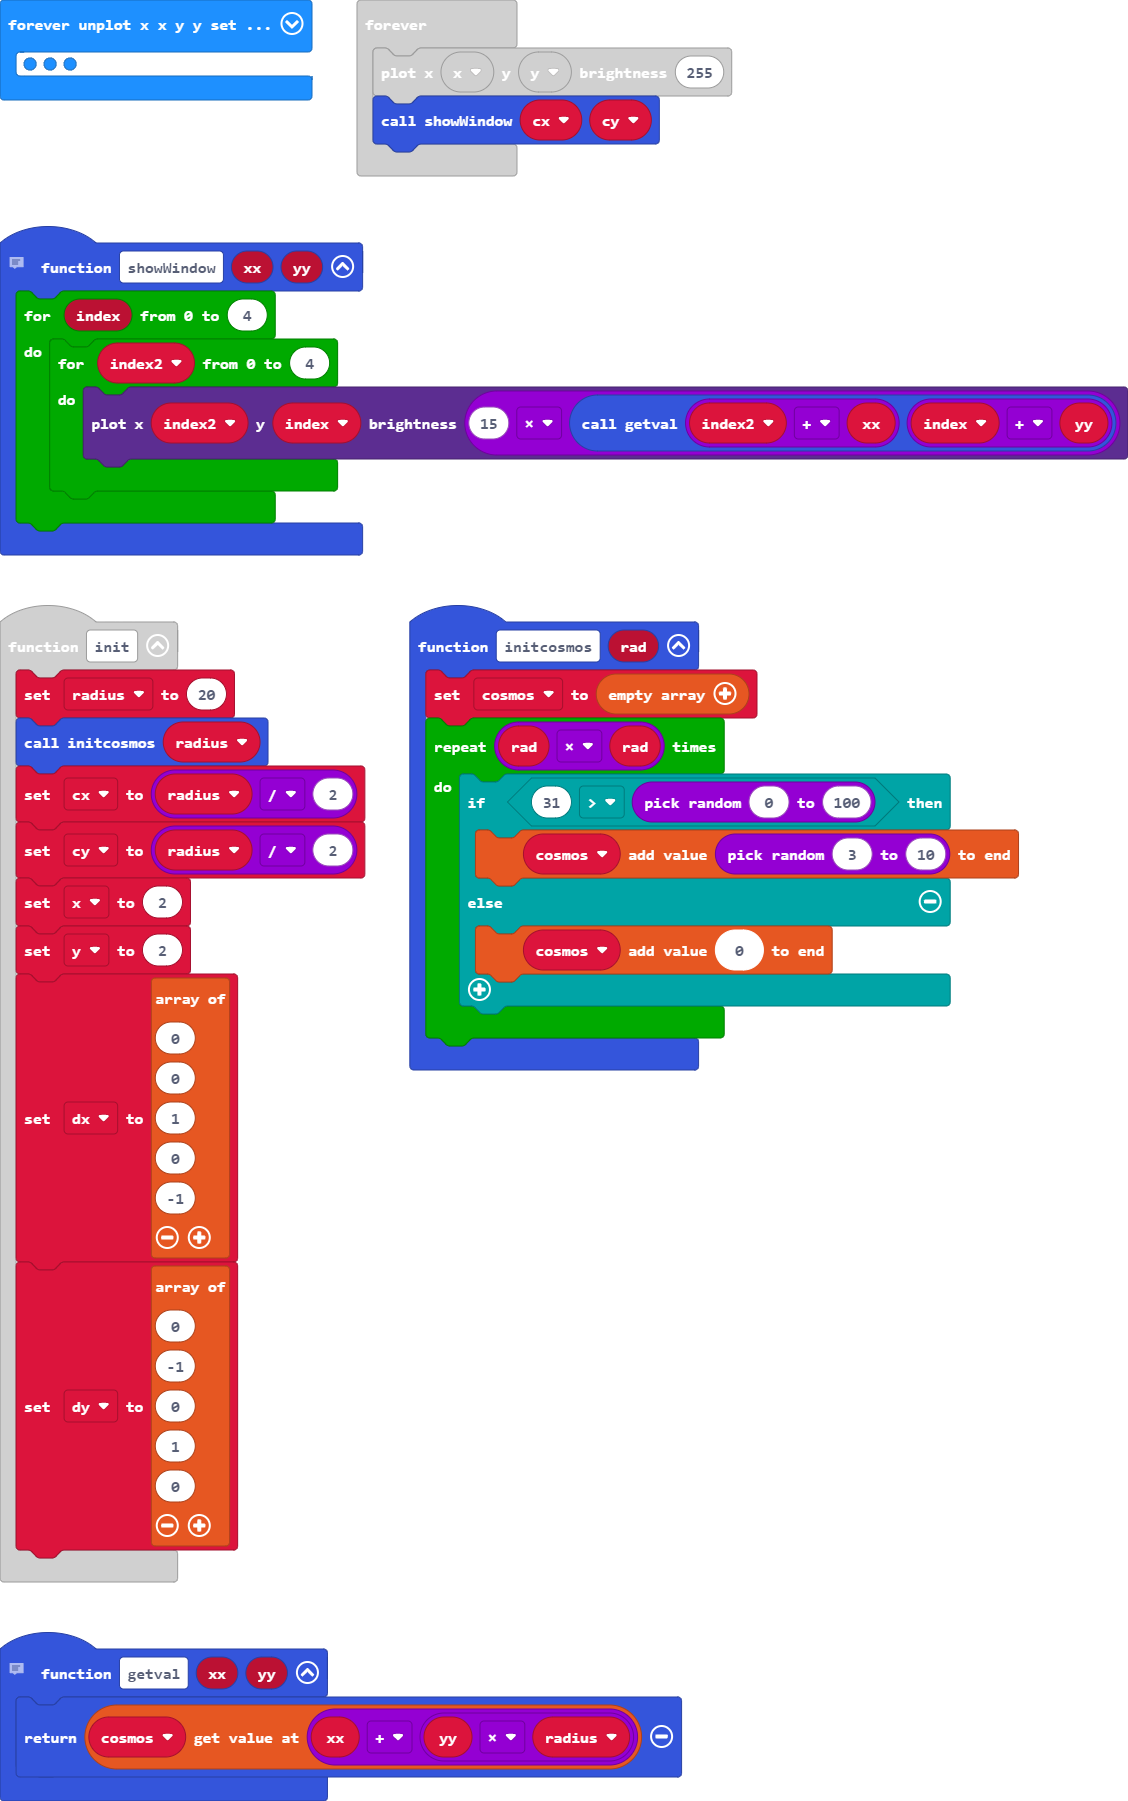 forever unplot x x y y set ...
forever
plot x x y y brightness 255
call showWindow cx cy
function showWindow xx yy
for index from 0 to 4
do
for index2 from 0 to 4
do
plot x index2 y index brightness 15 × call getval index2 + xx index + yy
function init
set radius to 20
call initcosmos radius
set cx to radius / 2
set cy to radius / 2
set x to 2
set y to 2
set dx to array of
0
0
1
0
-1
set dy to array of
0
-1
0
1
0
function initcosmos rad
set cosmos to empty array
repeat rad × rad times
do
if 31 > pick random 0 to 100 then
cosmos add value pick random 3 to 10 to end
else
cosmos add value 0 to end
function getval xx yy
return cosmos get value at xx + yy × radius